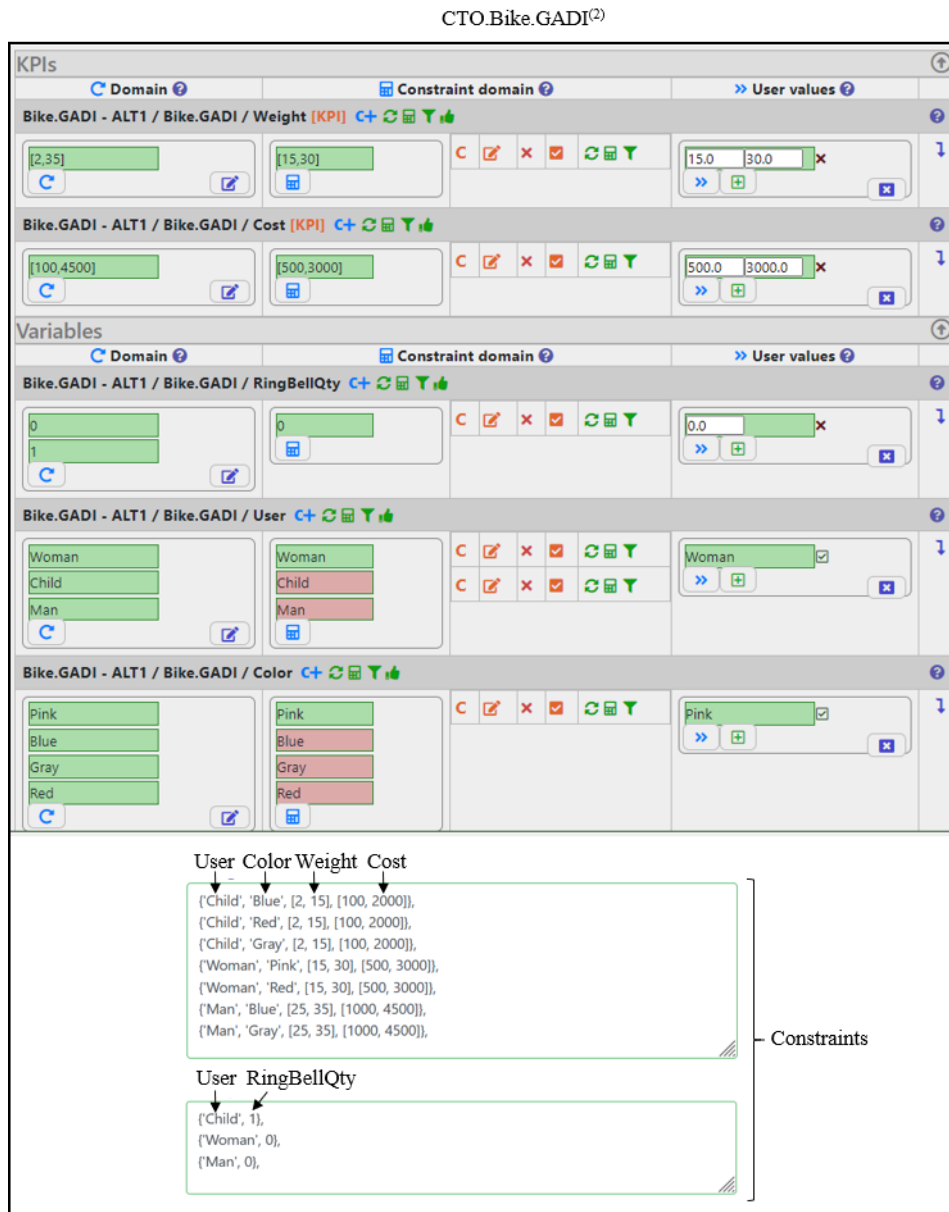 CTO.Bike.GADI(2)
KPIs
Domain Constraint domain User values
Bike.GADI - ALT1 / Bike.GADI / Weight [KPI] C+
[2,35] [15,30] C 15.0 30.0
Bike.GADI - ALT1 / Bike.GADI / Cost [KPI] C+
[100,4500] [500,3000] C 500.0 3000.0
Variables
Domain Constraint domain User values
Bike.GADI - ALT1 / Bike.GADI / RingBellQty C+
0 0 C 0.0
1
Bike.GADI - ALT1 / Bike.GADI / User C+
Woman Woman C Woman
Child Child C
Man Man
Bike.GADI - ALT1 / Bike.GADI / Color C+
Pink Pink C Pink
Blue Blue
Gray Gray
Red Red
User Color Weight Cost
{'Child', 'Blue', [2, 15], [100, 2000]},
{'Child', 'Red', [2, 15], [100, 2000]},
{'Child', 'Gray', [2, 15], [100, 2000]},
{'Woman', 'Pink', [15, 30], [500, 3000]},
{'Woman', 'Red', [15, 30], [500, 3000]},
{'Man', 'Blue', [25, 35], [1000, 4500]},
{'Man', 'Gray', [25, 35], [1000, 4500]},
Constraints
User RingBellQty
{'Child', 1},
{'Woman', 0},
{'Man', 0},